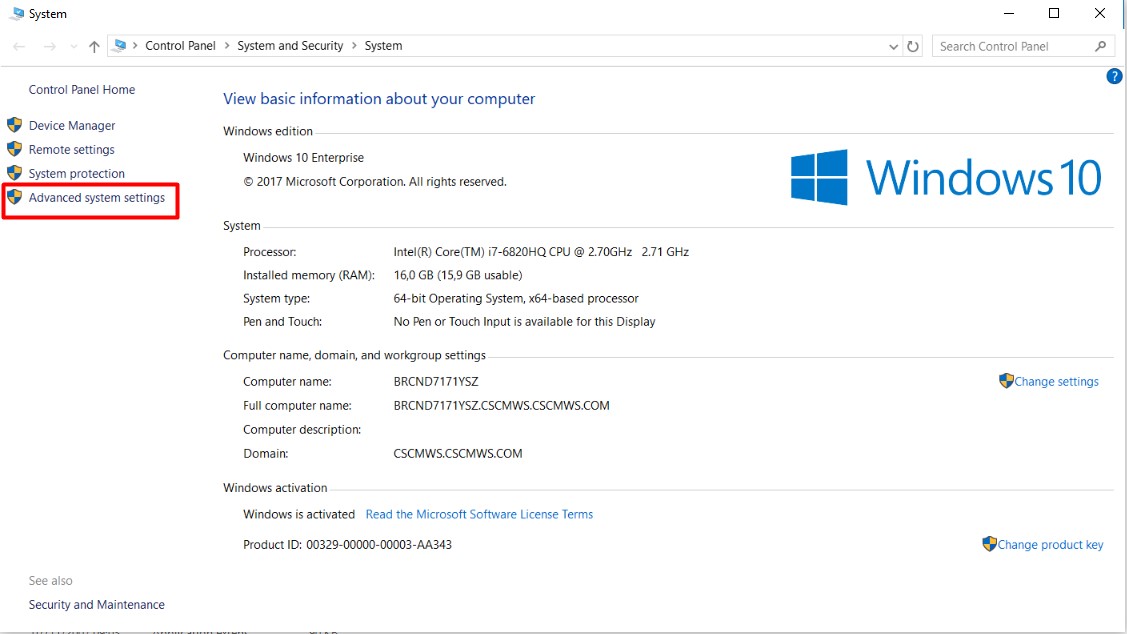 System
Control Panel > System and Security > System
Search Control Panel
?
Control Panel Home
Device Manager
Remote settings
System protection
Advanced system settings
View basic information about your computer
Windows edition
Windows 10 Enterprise
© 2017 Microsoft Corporation. All rights reserved.
Windows 10
System
Processor: Intel(R) Core(TM) i7-6820HQ CPU @ 2.70GHz 2.71 GHz
Installed memory (RAM): 16,0 GB (15,9 GB usable)
System type: 64-bit Operating System, x64-based processor
Pen and Touch: No Pen or Touch Input is available for this Display
Computer name, domain, and workgroup settings
Computer name: BRCND7171YSZ
Change settings
Full computer name: BRCND7171YSZ.CSCMWS.CSCMWS.COM
Computer description:
Domain: CSCMWS.CSCMWS.COM
Windows activation
Windows is activated Read the Microsoft Software License Terms
Product ID: 00329-00000-00003-AA343
Change product key
See also
Security and Maintenance